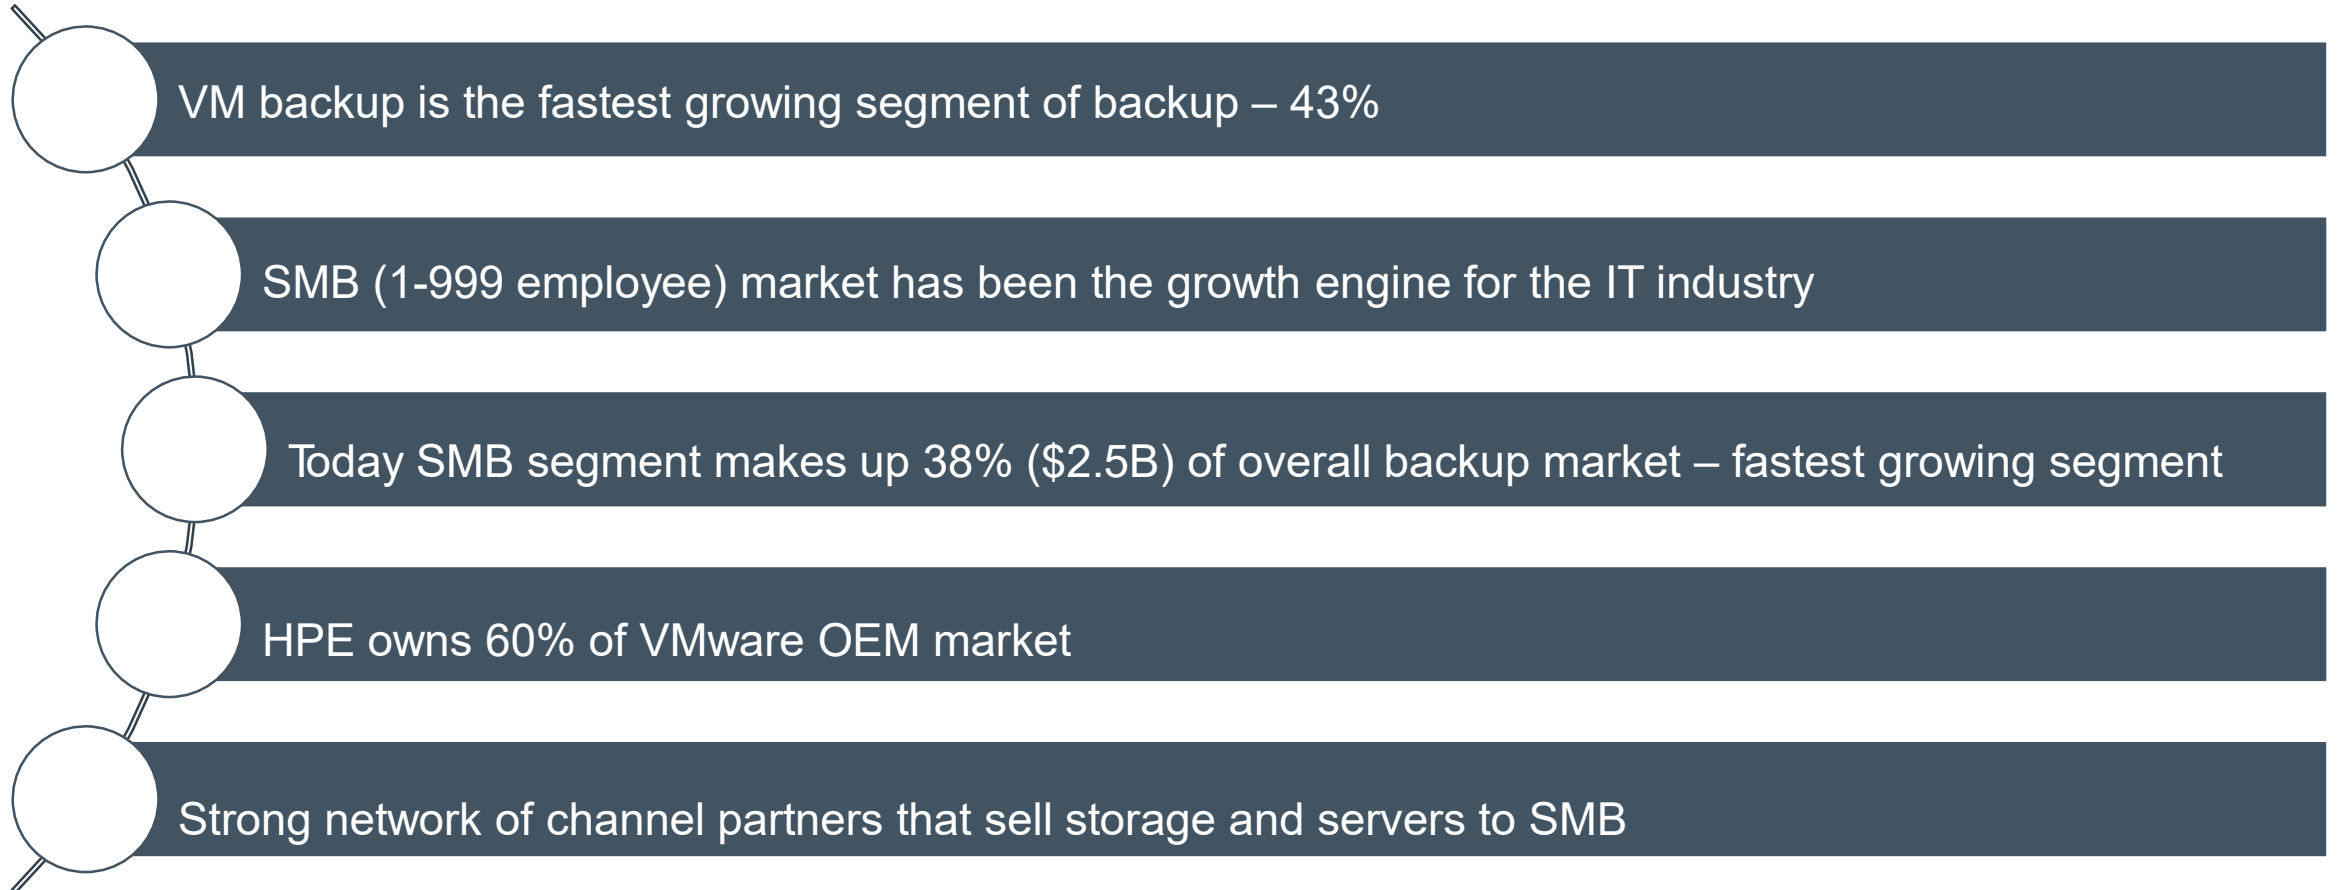 VM backup is the fastest growing segment of backup – 43%
SMB (1-999 employee) market has been the growth engine for the IT industry
Today SMB segment makes up 38% ($2.5B) of overall backup market – fastest growing segment
HPE owns 60% of VMware OEM market
Strong network of channel partners that sell storage and servers to SMB